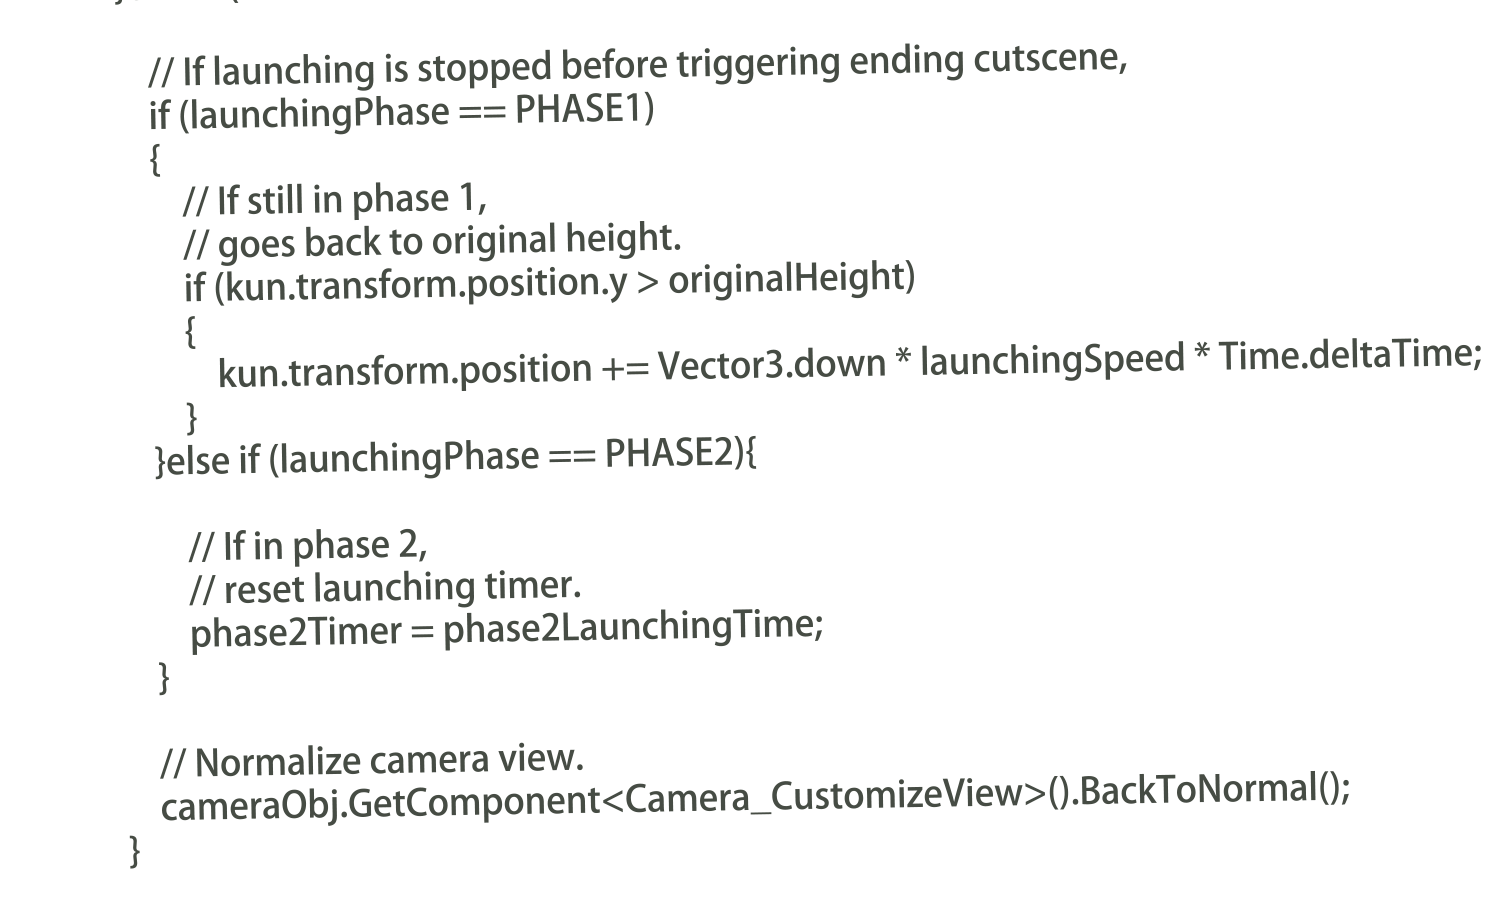 // If launching is stopped before triggering ending cutscene,
if (launchingPhase == PHASE1)
{
// If still in phase 1,
// goes back to original height.
if (kun.transform.position.y > originalHeight)
{
kun.transform.position += Vector3.down * launchingSpeed * Time.deltaTime;
}
}else if (launchingPhase == PHASE2){
// If in phase 2,
// reset launching timer.
phase2Timer = phase2LaunchingTime;
}
// Normalize camera view.
cameraObj.GetComponent<Camera_CustomizeView>().BackToNormal();
}